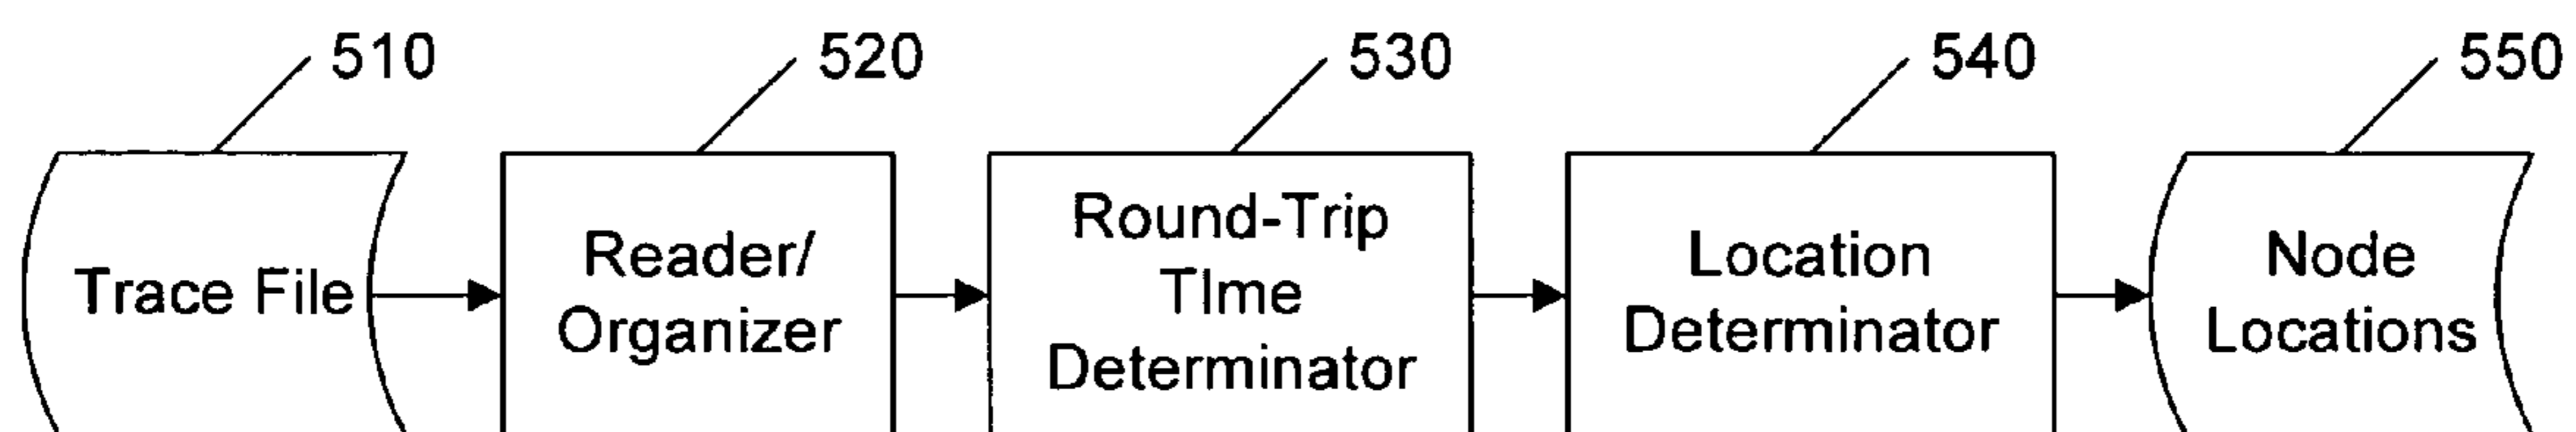 510
520
530
540
550
Trace File
Reader/
Organizer
Round-Trip
TIme
Determinator
Location
Determinator
Node
Locations